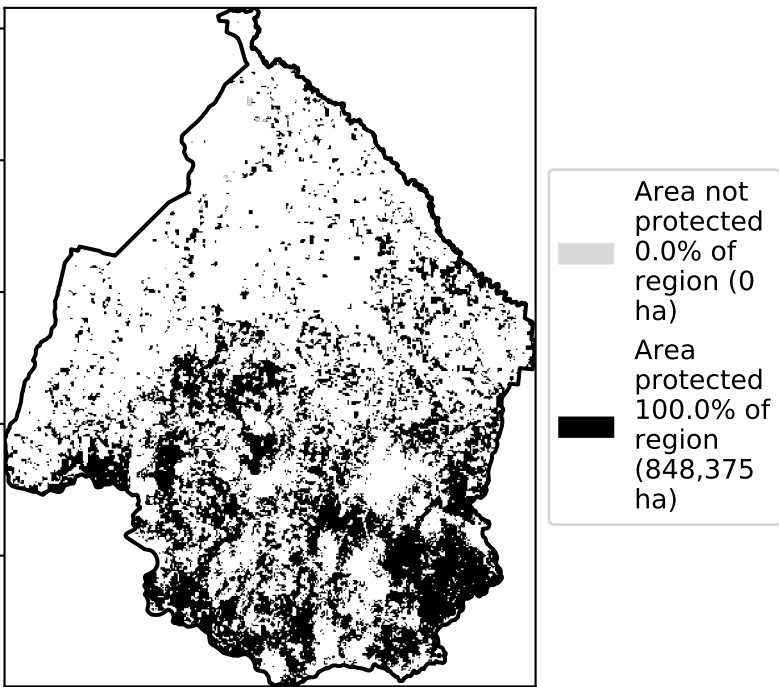 Area not
protected
0.0% of
region (0
ha)
Area
protected
100.0% of
region
(848,375
ha)